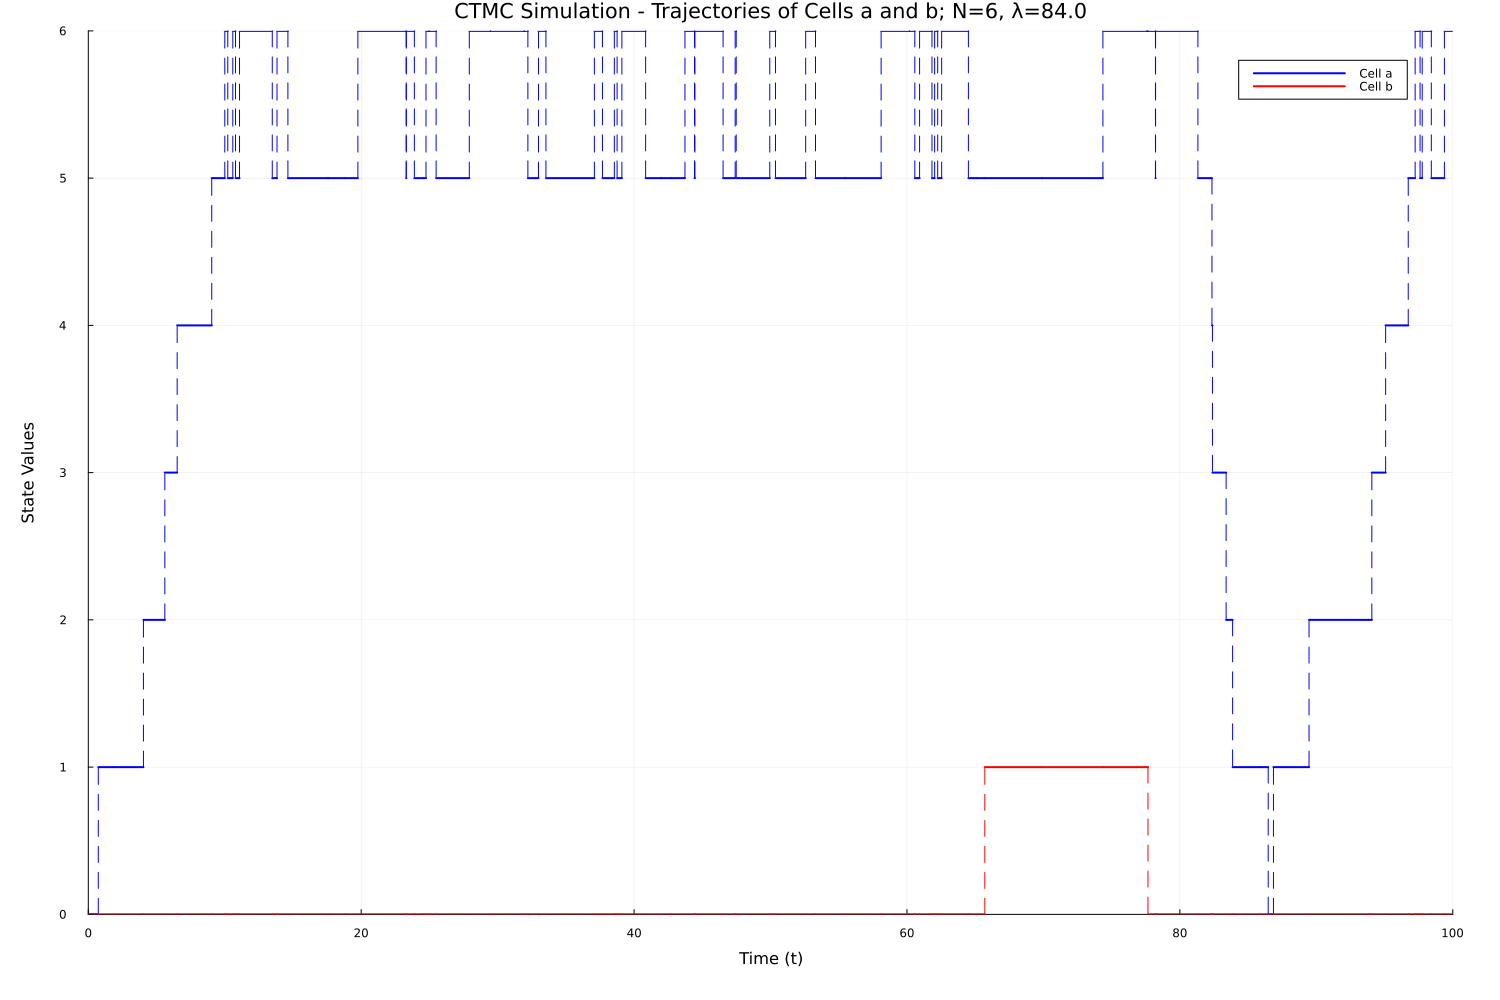 CTMC Simulation - Trajectories of Cells a and b; N=6, λ=84.0
6
5
4
3
2
1
0
State Values
Cell a
Cell b
0 20 40 60 80 100
Time (t)